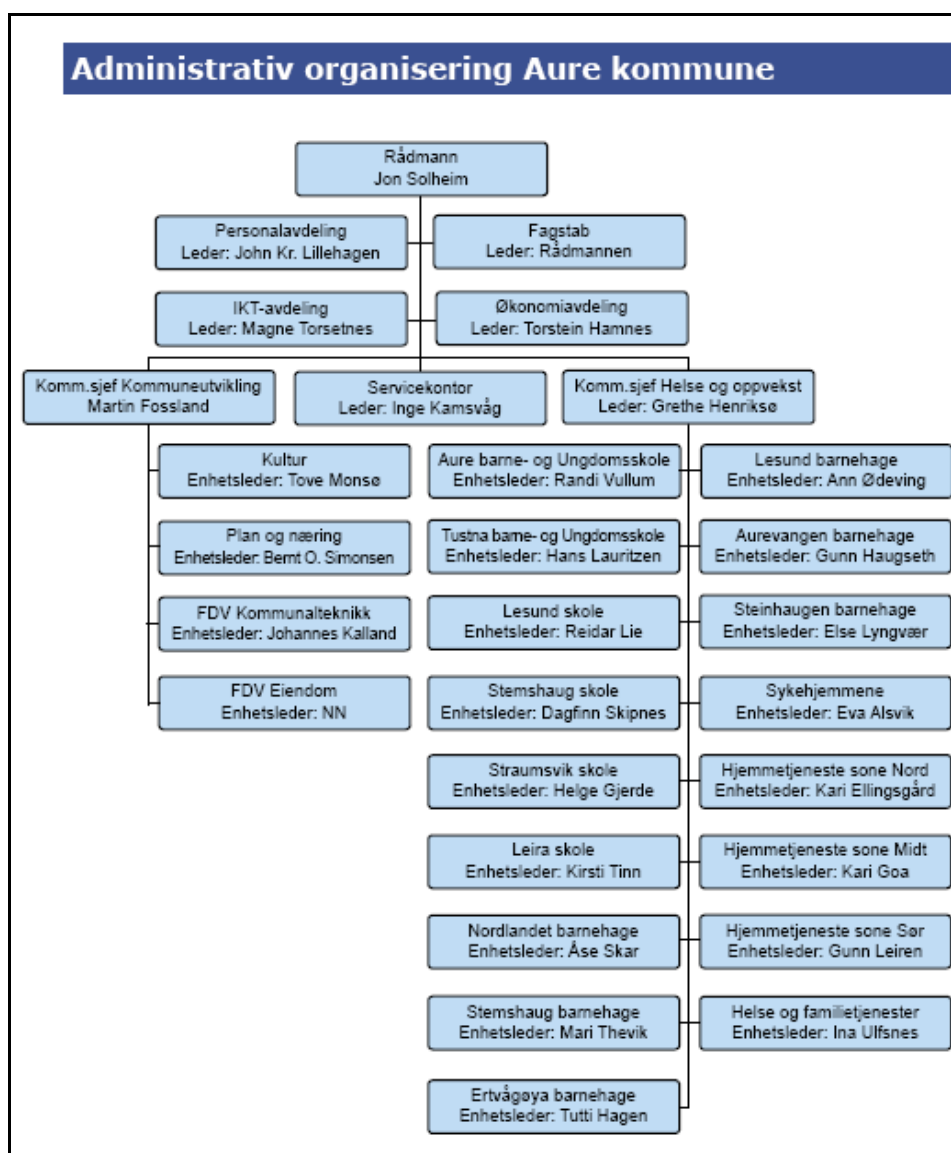 Administrativ organisering Aure kommune
Rådmann
Jon Solheim
Personalavdeling
Leder: John Kr. Lillehagen
Fagstab
Leder: Rådmannen
IKT-avdeling
Leder: Magne Torsetnes
Økonomiavdeling
Leder: Torstein Hamnes
Komm.sjef Kommuneutvikling
Martin Fossland
Servicekontor
Leder: Inge Kamsvåg
Komm.sjef Helse og oppvekst
Leder: Grethe Henriksø
Kultur
Enhetsleder: Tove Monsø
Plan og næring
Enhetsleder: Bernt O. Simonsen
FDV Kommunalteknikk
Enhetsleder: Johannes Kalland
FDV Eiendom
Enhetsleder: NN
Aure barne- og Ungdomsskole
Enhetsleder: Randi Vullum
Tustna barne- og Ungdomsskole
Enhetsleder: Hans Lauritzen
Lesund skole
Enhetsleder: Reidar Lie
Stemshaug skole
Enhetsleder: Dagfinn Skipnes
Straumsvik skole
Enhetsleder: Helge Gjerde
Leira skole
Enhetsleder: Kirsti Tinn
Nordlandet barnehage
Enhetsleder: Åse Skar
Stemshaug barnehage
Enhetsleder: Mari Thevik
Ertvågøya barnehage
Enhetsleder: Tutti Hagen
Lesund barnehage
Enhetsleder: Ann Ødeving
Aurevangen barnehage
Enhetsleder: Gunn Haugseth
Steinhaugen barnehage
Enhetsleder: Else Lyngvær
Sykehjemmene
Enhetsleder: Eva Alsvik
Hjemmetjeneste sone Nord
Enhetsleder: Kari Ellingsgård
Hjemmetjeneste sone Midt
Enhetsleder: Kari Goa
Hjemmetjeneste sone Sør
Enhetsleder: Gunn Leiren
Helse og familietjenester
Enhetsleder: Ina Ulfsnes